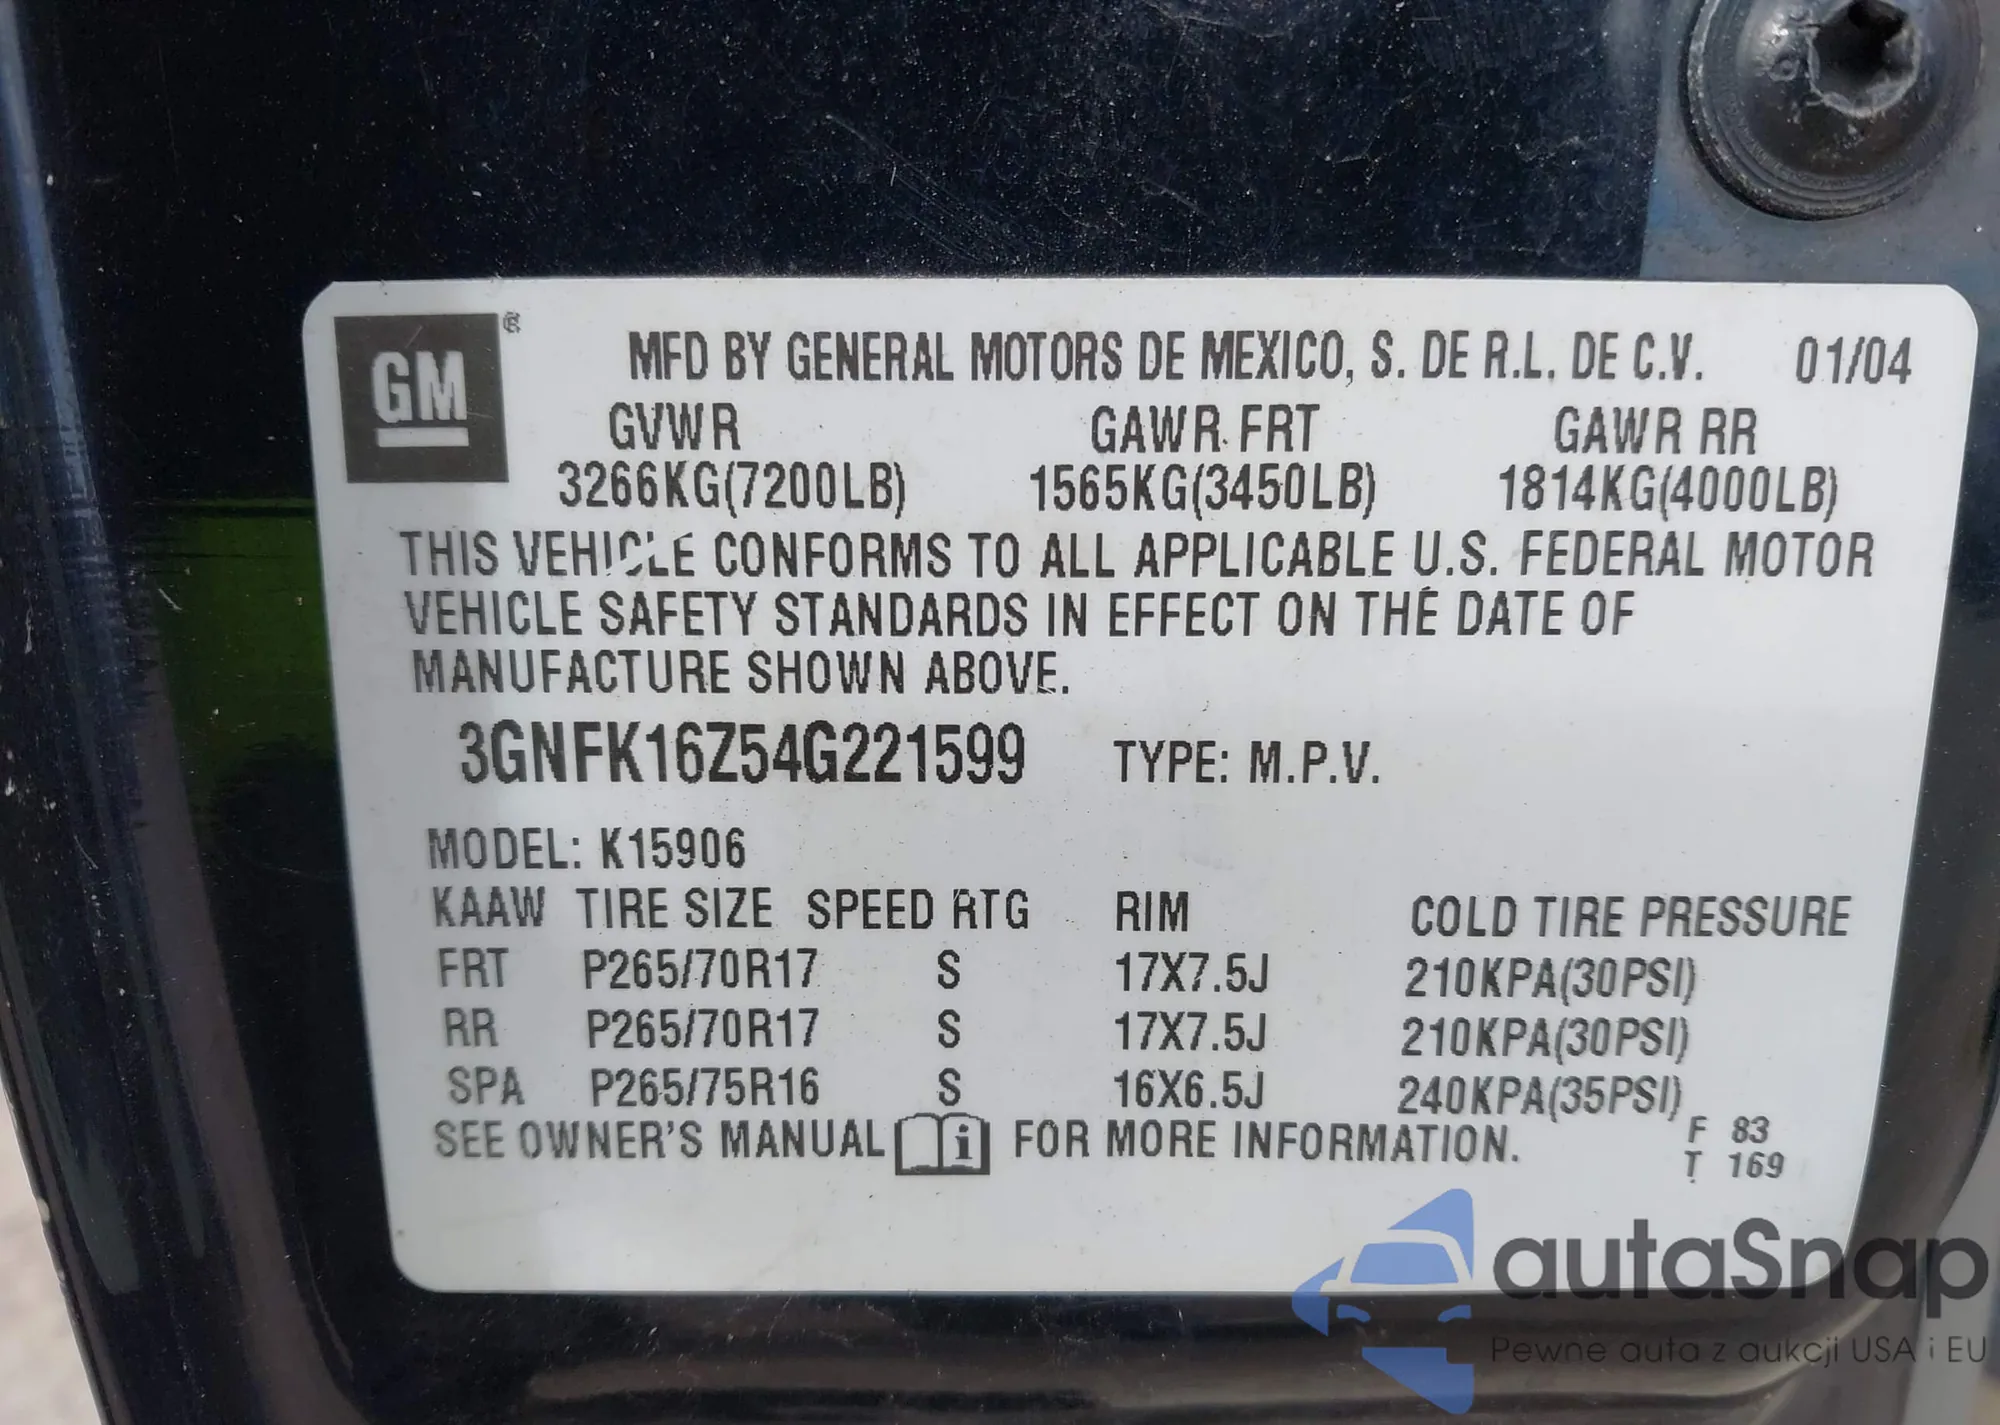 GM
MFD BY GENERAL MOTORS DE MEXICO, S. DE R.L. DE C.V. 01/04
GVWR GAWR FRT GAWR RR
3266KG(7200LB) 1565KG(3450LB) 1814KG(4000LB)
THIS VEHICLE CONFORMS TO ALL APPLICABLE U.S. FEDERAL MOTOR
VEHICLE SAFETY STANDARDS IN EFFECT ON THE DATE OF
MANUFACTURE SHOWN ABOVE.
3GNFK16Z54G221599 TYPE: M.P.V.
MODEL: K15906
KAAW TIRE SIZE SPEED RTG RIM COLD TIRE PRESSURE
FRT P265/70R17 S 17X7.5J 210KPA(30PSI)
RR P265/70R17 S 17X7.5J 210KPA(30PSI)
SPA P265/75R16 S 16X6.5J 240KPA(35PSI)
SEE OWNER'S MANUAL i FOR MORE INFORMATION.
F 83
T 169
autaSnap
Pewne auta z aukcji USA i EU